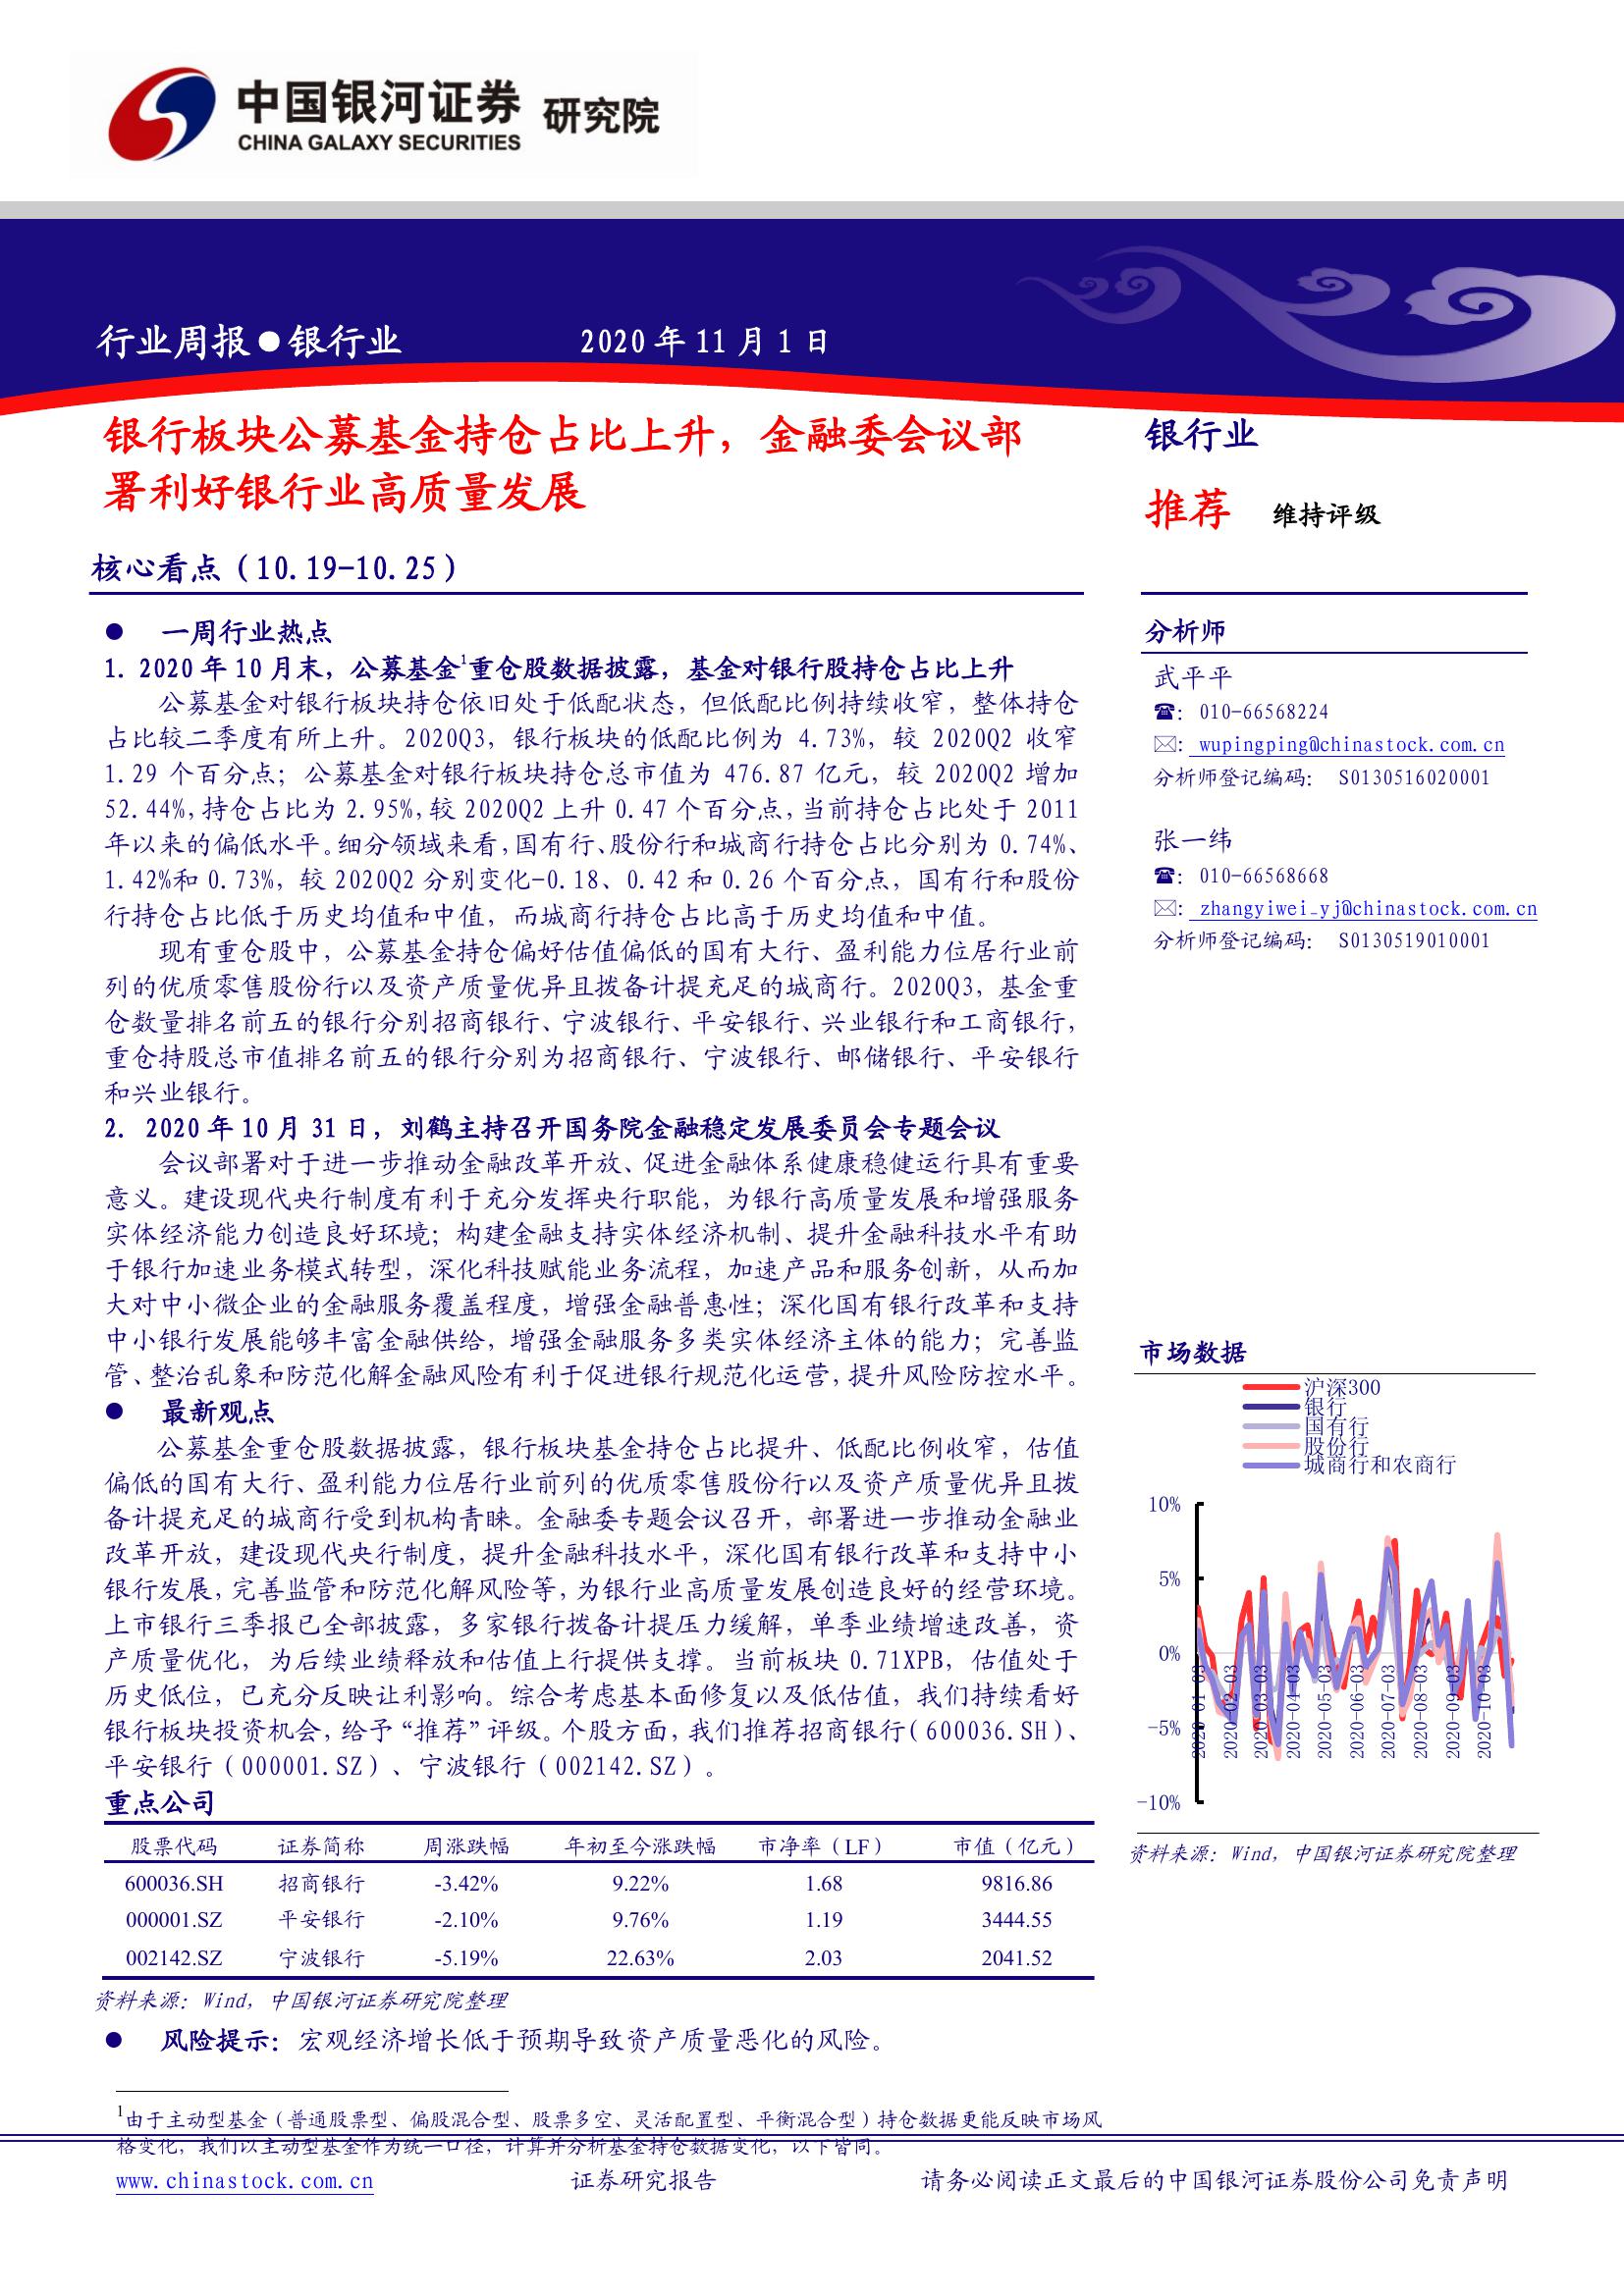 中国银河证券 研究院
CHINA GALAXY SECURITIES
行业周报●银行业 2020 年 11 月 1 日
银行板块公募基金持仓占比上升，金融委会议部
署利好银行业高质量发展
核心看点（10.19-10.25）
● 一周行业热点
1. 2020 年 10 月末，公募基金1重仓股数据披露，基金对银行股持仓占比上升
公募基金对银行板块持仓依旧处于低配状态，但低配比例持续收窄，整体持仓
占比较二季度有所上升。2020Q3，银行板块的低配比例为 4.73%，较 2020Q2 收窄
1.29 个百分点；公募基金对银行板块持仓总市值为 476.87 亿元，较 2020Q2 增加
52.44%，持仓占比为 2.95%，较 2020Q2 上升 0.47 个百分点，当前持仓占比处于 2011
年以来的偏低水平。细分领域来看，国有行、股份行和城商行持仓占比分别为 0.74%、
1.42%和 0.73%，较 2020Q2 分别变化-0.18、0.42 和 0.26 个百分点，国有行和股份
行持仓占比低于历史均值和中值，而城商行持仓占比高于历史均值和中值。
现有重仓股中，公募基金持仓偏好估值偏低的国有大行、盈利能力位居行业前
列的优质零售股份行以及资产质量优异且拨备计提充足的城商行。2020Q3，基金重
仓数量排名前五的银行分别招商银行、宁波银行、平安银行、兴业银行和工商银行，
重仓持股总市值排名前五的银行分别为招商银行、宁波银行、邮储银行、平安银行
和兴业银行。
2. 2020 年 10 月 31 日，刘鹤主持召开国务院金融稳定发展委员会专题会议
会议部署对于进一步推动金融改革开放、促进金融体系健康稳健运行具有重要
意义。建设现代央行制度有利于充分发挥央行职能，为银行高质量发展和增强服务
实体经济能力创造良好环境；构建金融支持实体经济机制、提升金融科技水平有助
于银行加速业务模式转型，深化科技赋能业务流程，加速产品和服务创新，从而加
大对中小微企业的金融服务覆盖程度，增强金融普惠性；深化国有银行改革和支持
中小银行发展能够丰富金融供给，增强金融服务多类实体经济主体的能力；完善监
管、整治乱象和防范化解金融风险有利于促进银行规范化运营，提升风险防控水平。
● 最新观点
公募基金重仓股数据披露，银行板块基金持仓占比提升、低配比例收窄，估值
偏低的国有大行、盈利能力位居行业前列的优质零售股份行以及资产质量优异且拨
备计提充足的城商行受到机构青睐。金融委专题会议召开，部署进一步推动金融业
改革开放，建设现代央行制度，提升金融科技水平，深化国有银行改革和支持中小
银行发展，完善监管和防范化解风险等，为银行业高质量发展创造良好的经营环境。
上市银行三季报已全部披露，多家银行拨备计提压力缓解，单季业绩增速改善，资
产质量优化，为后续业绩释放和估值上行提供支撑。当前板块 0.71XPB，估值处于
历史低位，已充分反映让利影响。综合考虑基本面修复以及低估值，我们持续看好
银行板块投资机会，给予“推荐”评级。个股方面，我们推荐招商银行(600036.SH)、
平安银行（000001.SZ）、宁波银行（002142.SZ）。
重点公司
股票代码 证券简称 周涨跌幅 年初至今涨跌幅 市净率（LF） 市值（亿元）
600036.SH 招商银行 -3.42% 9.22% 1.68 9816.86
000001.SZ 平安银行 -2.10% 9.76% 1.19 3444.55
002142.SZ 宁波银行 -5.19% 22.63% 2.03 2041.52
资料来源：Wind，中国银河证券研究院整理
● 风险提示：宏观经济增长低于预期导致资产质量恶化的风险。
银行业
推荐 维持评级
分析师
武平平
☎：010-66568224
✉：wupingping@chinastock.com.cn
分析师登记编码： S0130516020001
张一纬
☎：010-66568668
✉：zhangyiwei_yj@chinastock.com.cn
分析师登记编码： S0130519010001
市场数据
沪深300
银行
国有行
股份行
城商行和农商行
10%
5%
0%
-5%
-10%
2020-01-03
2020-02-03
2020-03-03
2020-04-03
2020-05-03
2020-06-03
2020-07-03
2020-08-03
2020-09-03
2020-10-03
资料来源：Wind，中国银河证券研究院整理
1由于主动型基金（普通股票型、偏股混合型、股票多空、灵活配置型、平衡混合型）持仓数据更能反映市场风
格变化，我们以主动型基金作为统一口径，计算并分析基金持仓数据变化，以下皆同。
www.chinastock.com.cn 证券研究报告 请务必阅读正文最后的中国银河证券股份公司免责声明